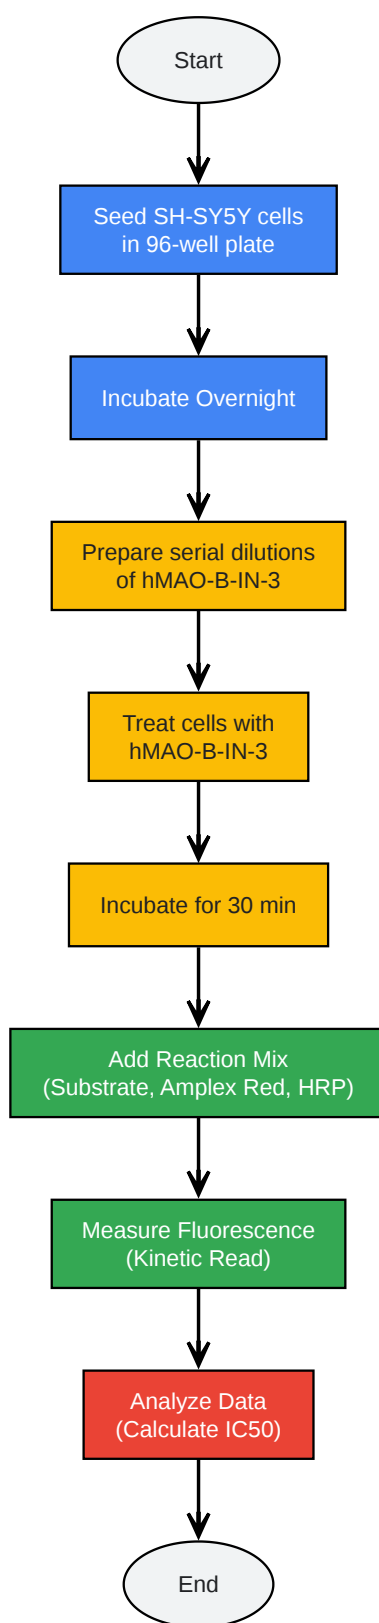 Start
Seed SH-SY5Y cells
in 96-well plate
Incubate Overnight
Prepare serial dilutions
of hMAO-B-IN-3
Treat cells with
hMAO-B-IN-3
Incubate for 30 min
Add Reaction Mix
(Substrate, Amplex Red, HRP)
Measure Fluorescence
(Kinetic Read)
Analyze Data
(Calculate IC50)
End